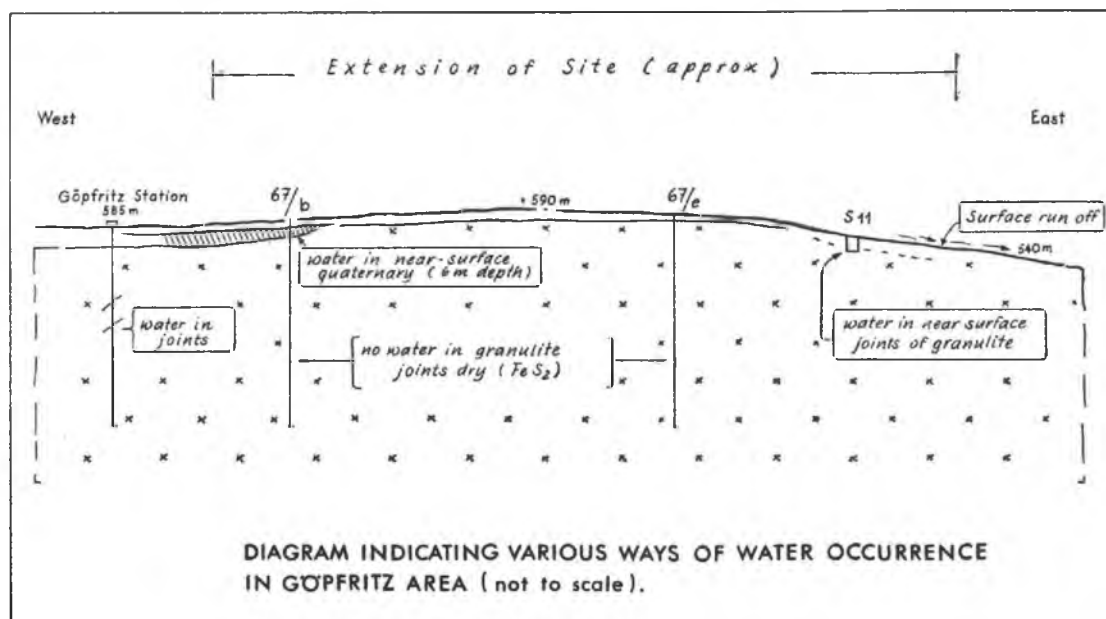 Extension of Site (approx)
West
East
Göpfritz Station
585 m
67/b
+ 590 m
67/e
S 11
Surface run off
540 m
water in near-surface
quaternary (6 m depth)
water in
joints
no water in granulite
joints dry (FeS₂)
water in near surface
joints of granulite
DIAGRAM INDICATING VARIOUS WAYS OF WATER OCCURRENCE
IN GÖPFRITZ AREA (not to scale).